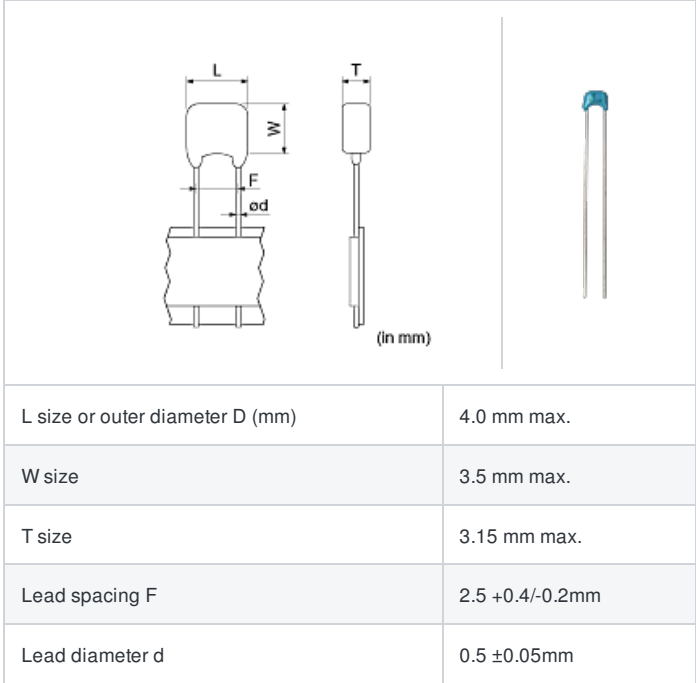 L
T
W
F
ød
(in mm)
L size or outer diameter D (mm) 4.0 mm max.
W size 3.5 mm max.
T size 3.15 mm max.
Lead spacing F 2.5 +0.4/-0.2mm
Lead diameter d 0.5 ±0.05mm